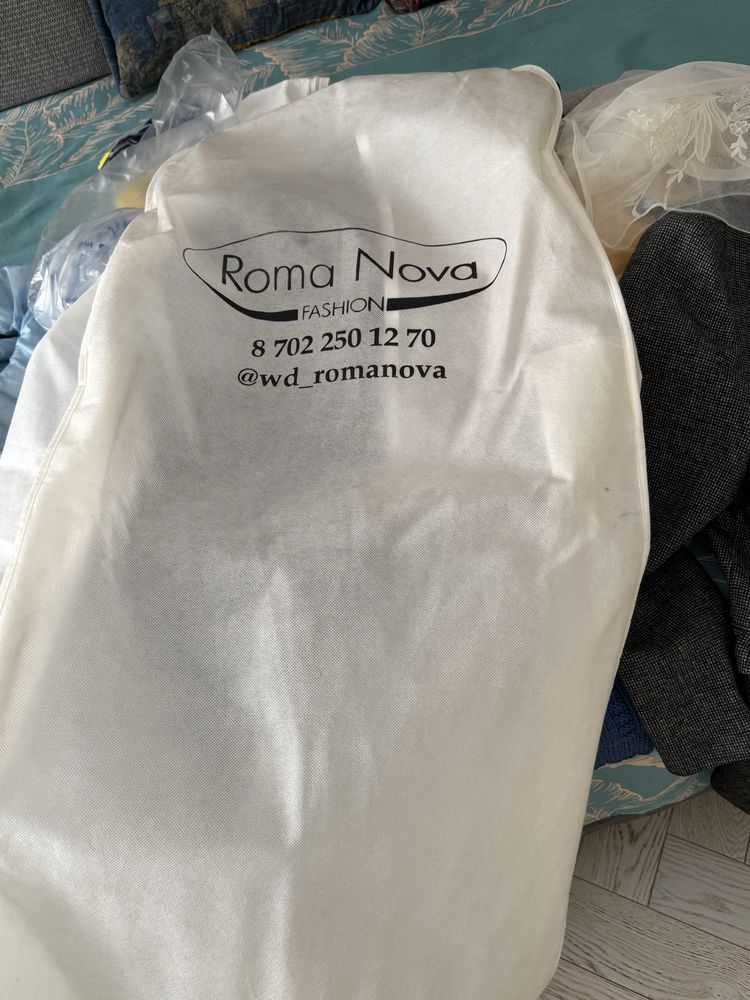 Roma Nova
FASHION
8 702 250 12 70
@wd_romanova